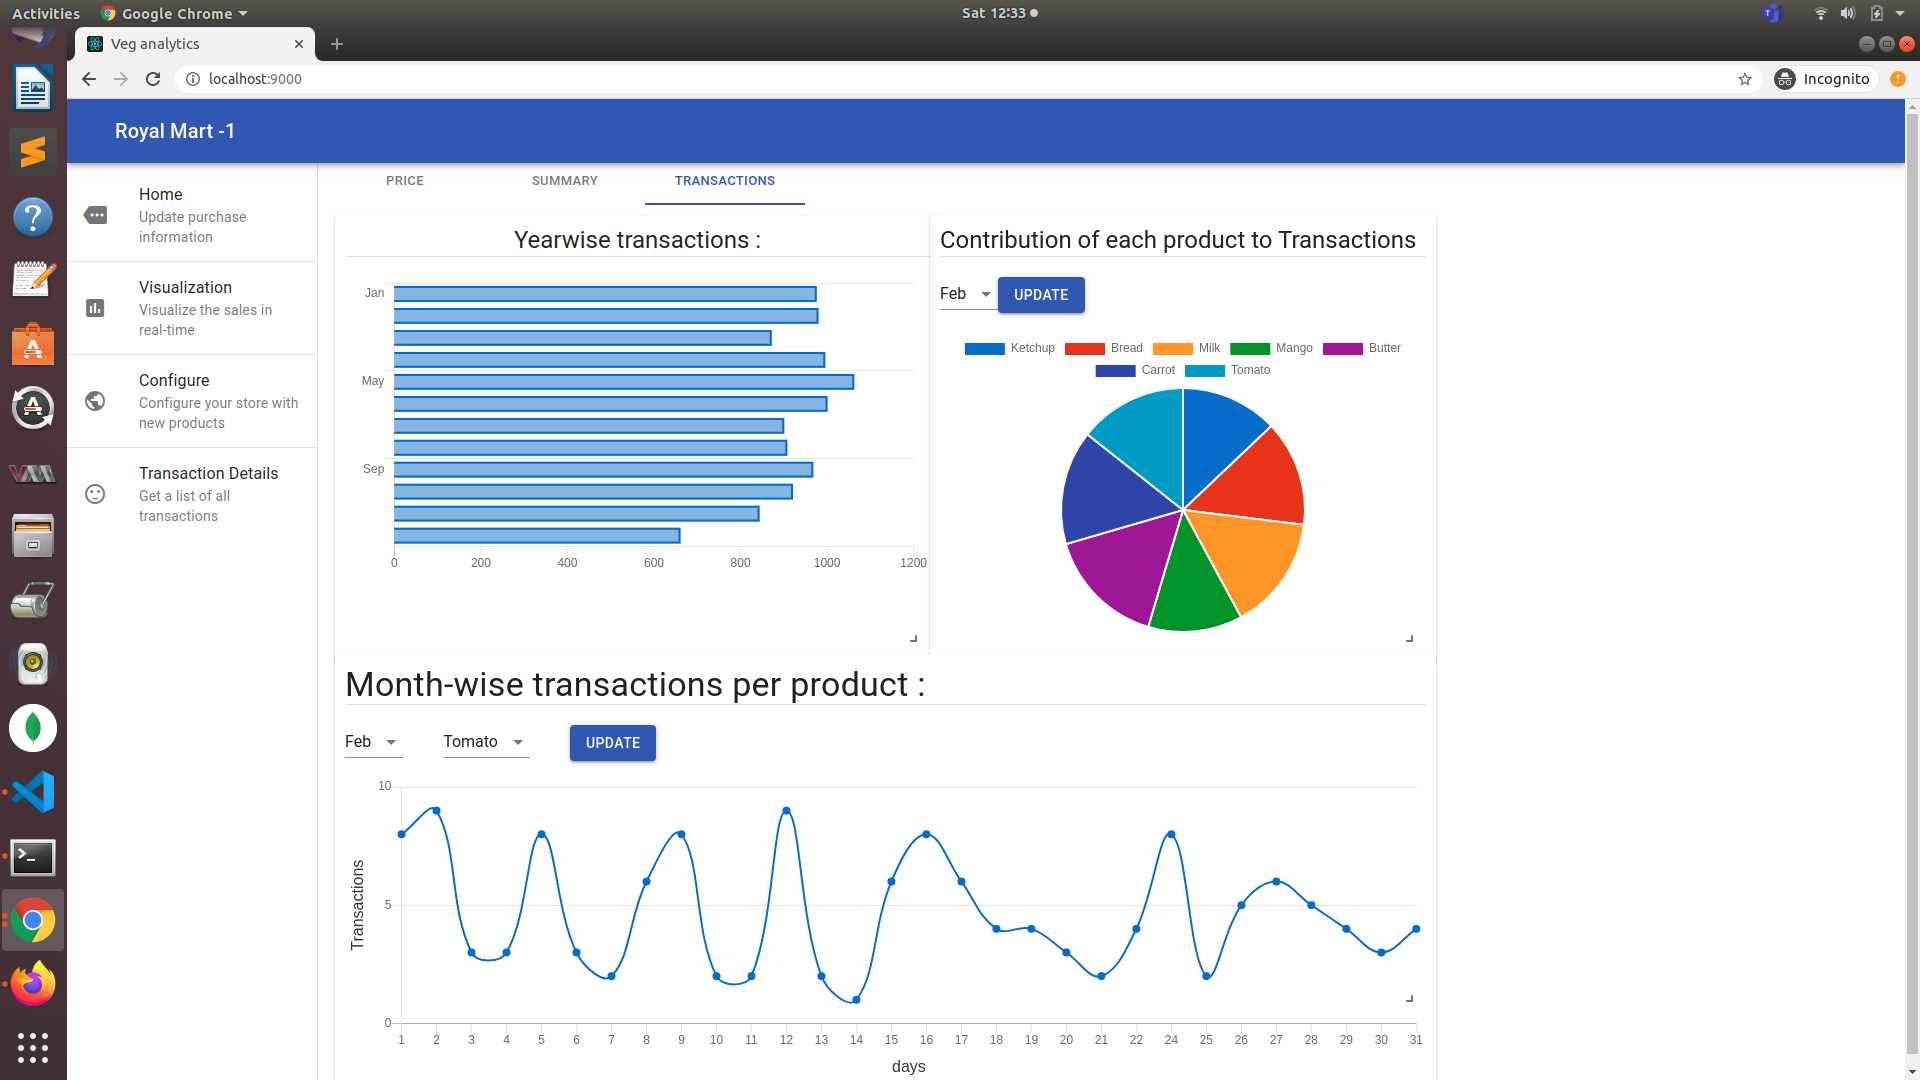 Activities Google Chrome Sat 12:33
Veg analytics
localhost:9000 Incognito
Royal Mart -1
Home
Update purchase
information
Visualization
Visualize the sales in
real-time
Configure
Configure your store with
new products
Transaction Details
Get a list of all
transactions
PRICE SUMMARY TRANSACTIONS
Yearwise transactions :
Jan
May
Sep
0 200 400 600 800 1000 1200
Contribution of each product to Transactions
Feb UPDATE
Ketchup Bread Milk Mango Butter
Carrot Tomato
Month-wise transactions per product :
Feb Tomato UPDATE
Transactions
10
5
0
1 2 3 4 5 6 7 8 9 10 11 12 13 14 15 16 17 18 19 20 21 22 24 25 26 27 28 29 30 31
days